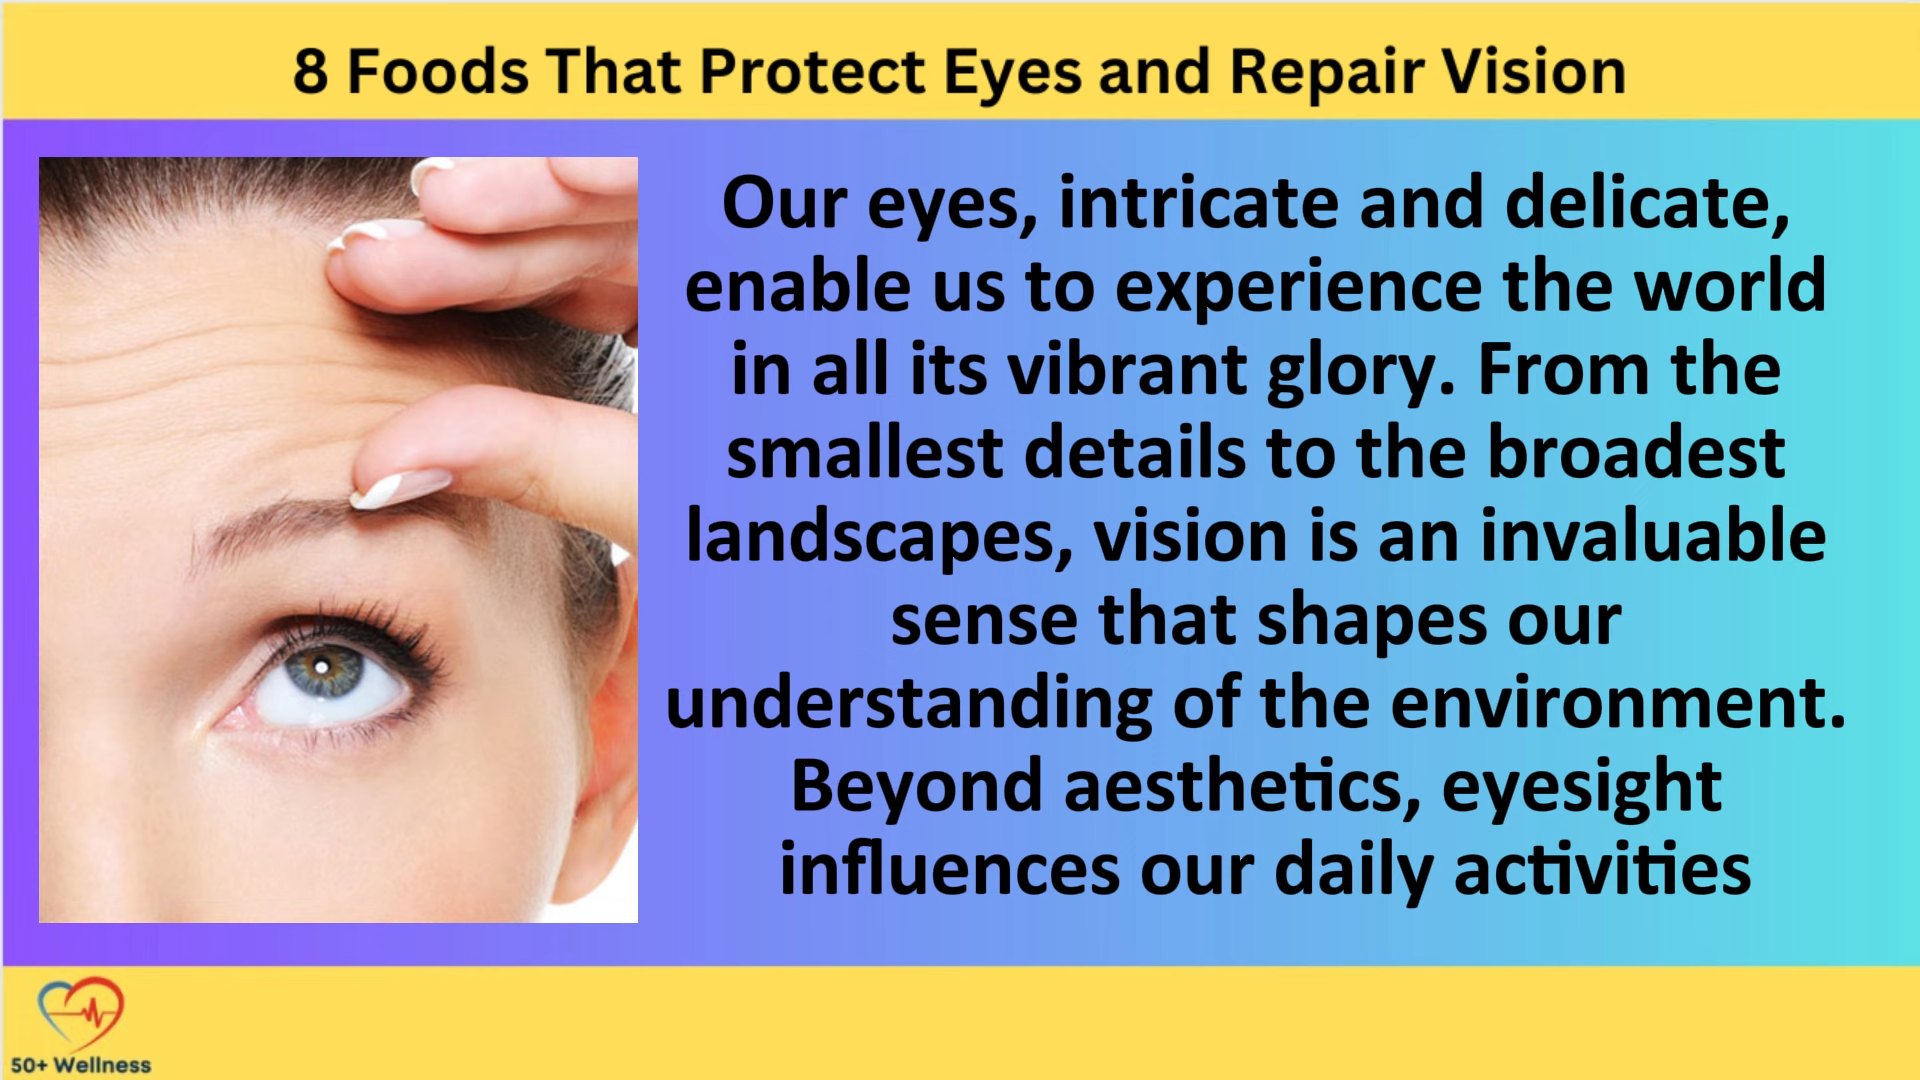 8 Foods That Protect Eyes and Repair Vision
Our eyes, intricate and delicate,
enable us to experience the world
in all its vibrant glory. From the
smallest details to the broadest
landscapes, vision is an invaluable
sense that shapes our
understanding of the environment.
Beyond aesthetics, eyesight
influences our daily activities
50+ Wellness